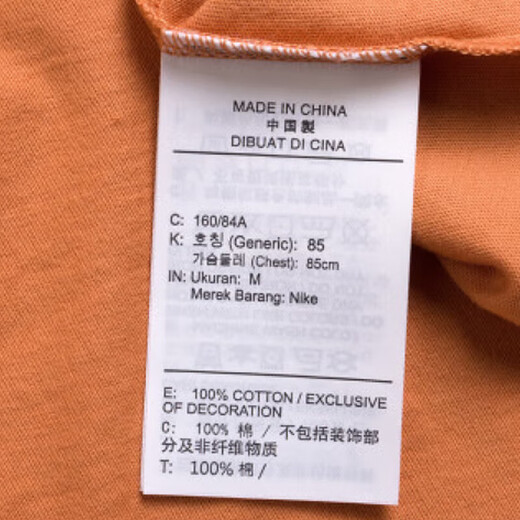 MADE IN CHINA
中国製
DIBUAT DI CINA
C: 160/84A
K: 호칭 (Generic): 85
가슴둘레 (Chest): 85cm
IN: Ukuran: M
Merek Barang: Nike
E: 100% COTTON / EXCLUSIVE
OF DECORATION
C: 100% 棉 / 不包括装饰部
分及非纤维物质
T: 100% 棉 /